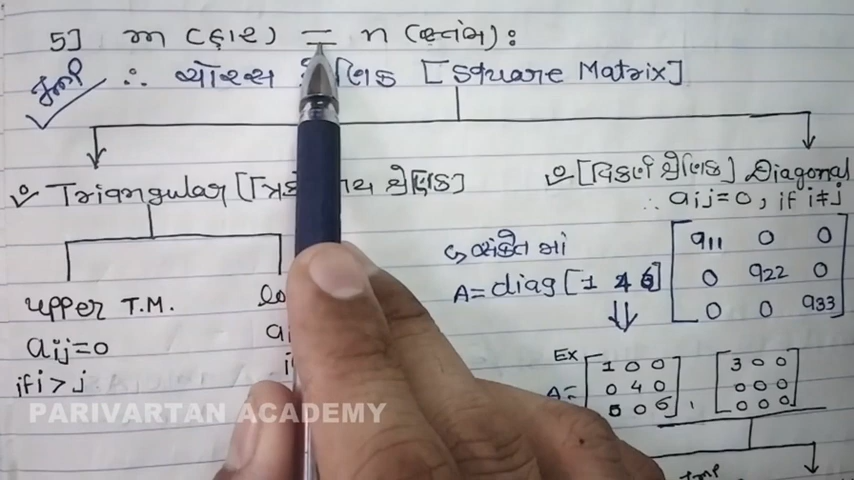 5] m (હાર) = n (સ્તંભ) :
Imp ∴ ચોરસ શ્રેણિક [Square Matrix]
Triangular [ત્રિકોણીય શ્રેણિક]
[વિકર્ણ શ્રેણિક] Diagonal
∴ aij=0, if i≠j
સંકેત માં
A= diag [1 4 6]
a11 0 0
0 a22 0
0 0 a33
upper T.M.
aij=0
if i > j
Ex
A= [1 0 0
0 4 0
0 0 6] , [3 0 0
0 0 0
0 0 0]
Imp
PARIVARTAN ACADEMY